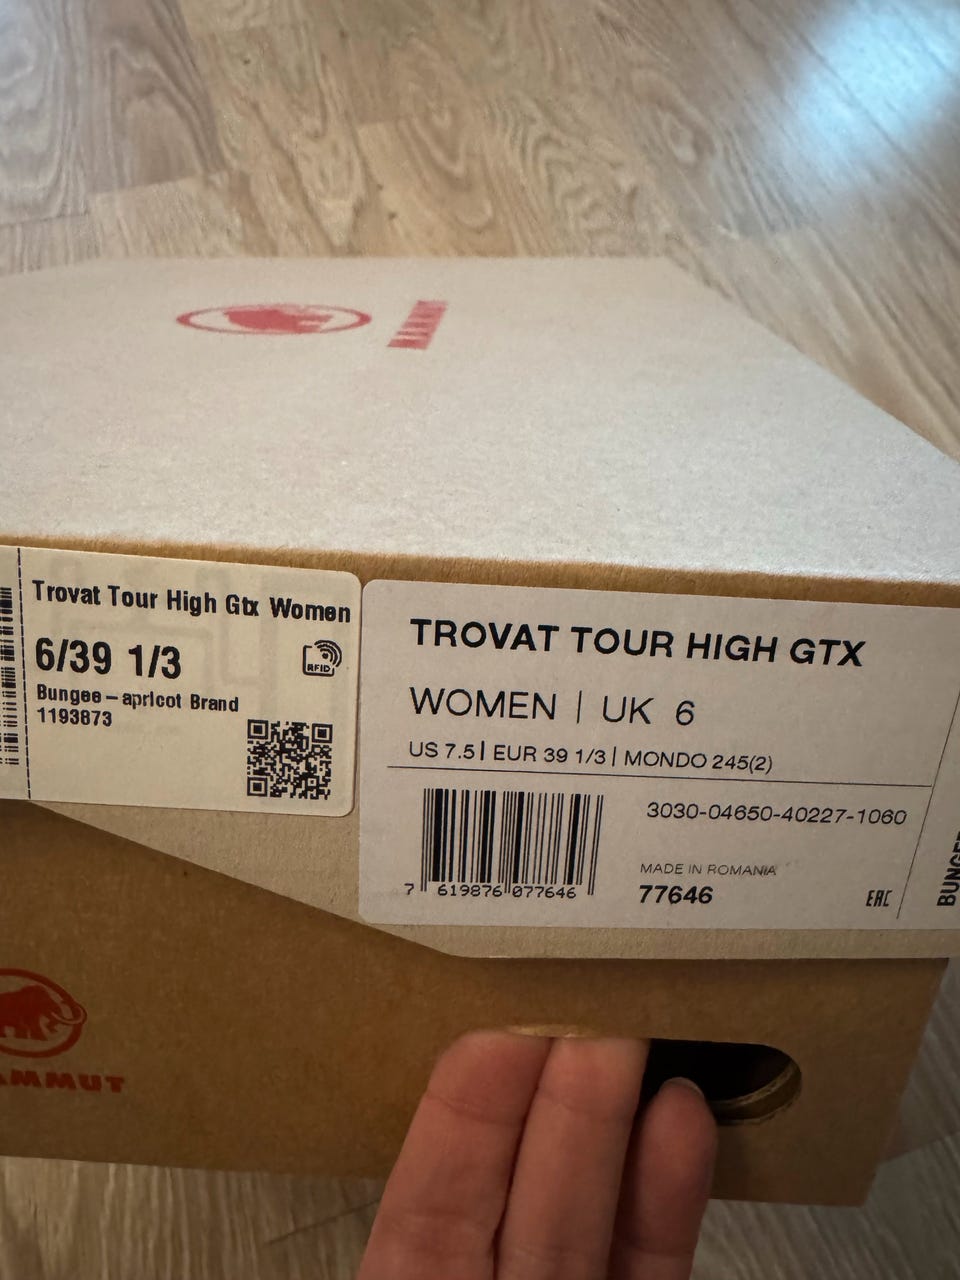 MAMMUT
Trovat Tour High Gtx Women
6/39 1/3
RFID
Bungee-apricot Brand
1193873
TROVAT TOUR HIGH GTX
WOMEN | UK 6
US 7.5 | EUR 39 1/3 | MONDO 245(2)
3030-04650-40227-1060
MADE IN ROMANIA
77646
EAC
7 619876 077646
BUNGEE
AMMUT